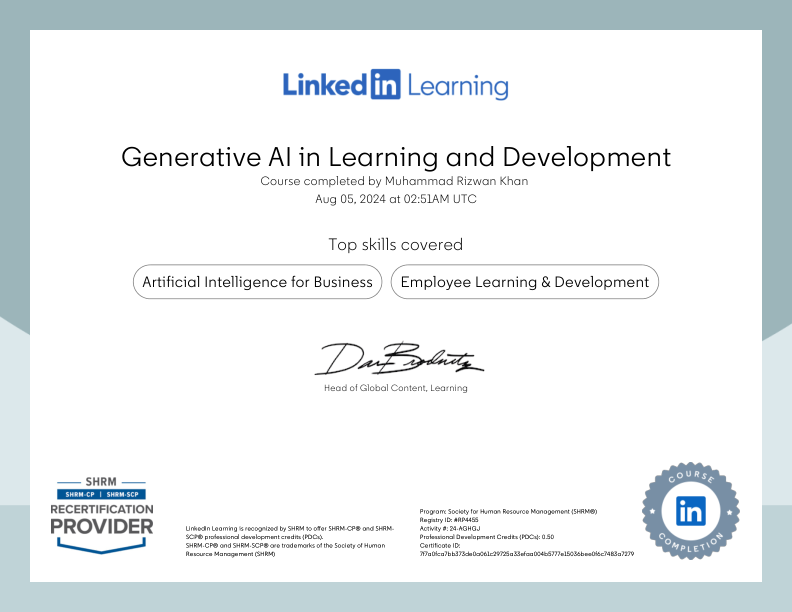 Linked in Learning
Generative AI in Learning and Development
Course completed by Muhammad Rizwan Khan
Aug 05, 2024 at 02:51AM UTC
Top skills covered
Artificial Intelligence for Business
Employee Learning & Development
Head of Global Content, Learning
SHRM
SHRM-CP | SHRM-SCP
RECERTIFICATION
PROVIDER
LinkedIn Learning is recognized by SHRM to offer SHRM-CP® and SHRM-
SCP® professional development credits (PDCs).
SHRM-CP® and SHRM-SCP® are trademarks of the Society of Human
Resource Management (SHRM)
Program: Society for Human Resource Management (SHRM®)
Registry ID: #RP4455
Activity #: 24-AGHGJ
Professional Development Credits (PDCs): 0.50
Certificate ID:
7f7a0fca7bb373de0a061c29725a33efaa004b5777e15036bee0f6c7483a7279
COURSE
in
COMPLETION